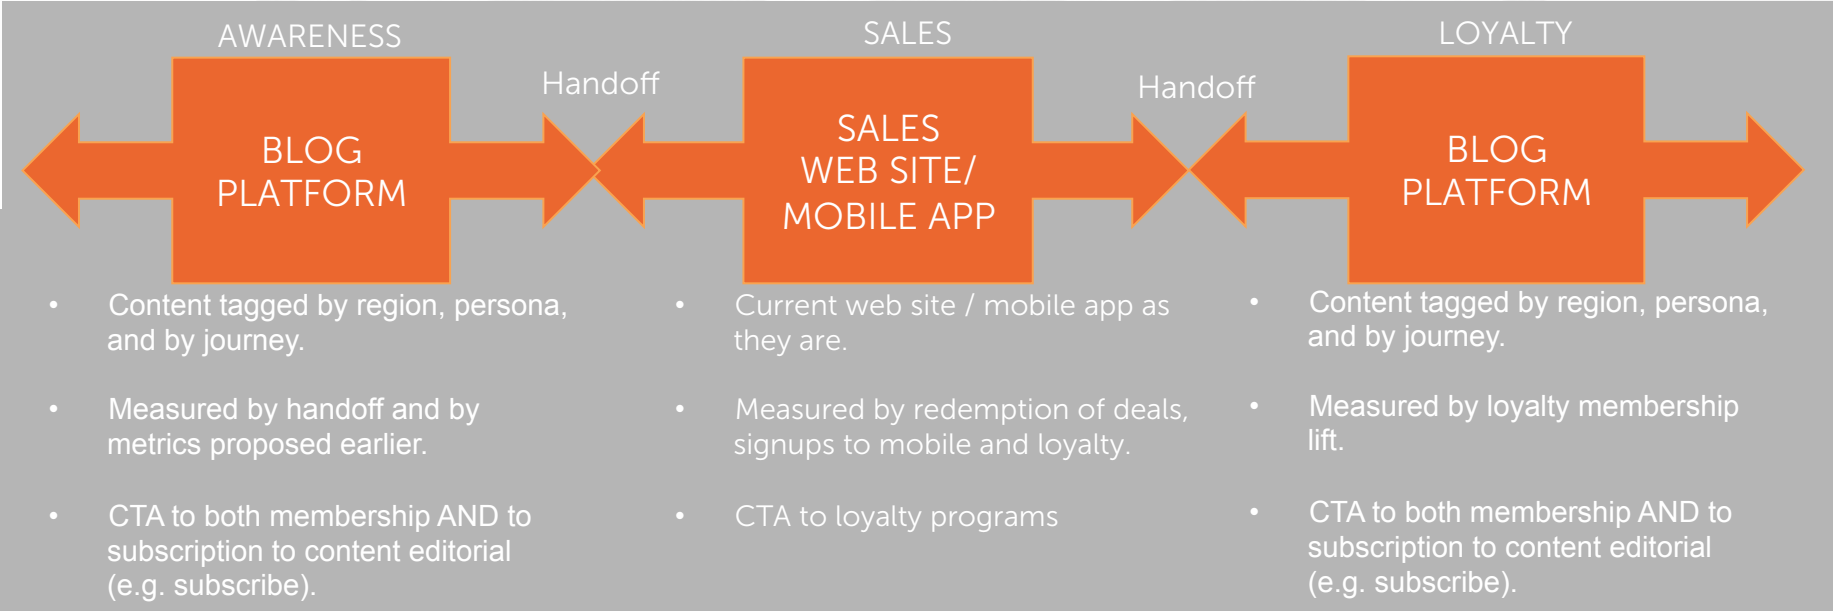 AWARENESS
BLOG
PLATFORM
• Content tagged by region, persona,
and by journey.
• Measured by handoff and by
metrics proposed earlier.
• CTA to both membership AND to
subscription to content editorial
(e.g. subscribe).
Handoff
SALES
SALES
WEB SITE/
MOBILE APP
• Current web site / mobile app as
they are.
• Measured by redemption of deals,
signups to mobile and loyalty.
• CTA to loyalty programs
Handoff
LOYALTY
BLOG
PLATFORM
• Content tagged by region, persona,
and by journey.
• Measured by loyalty membership
lift.
• CTA to both membership AND to
subscription to content editorial
(e.g. subscribe).